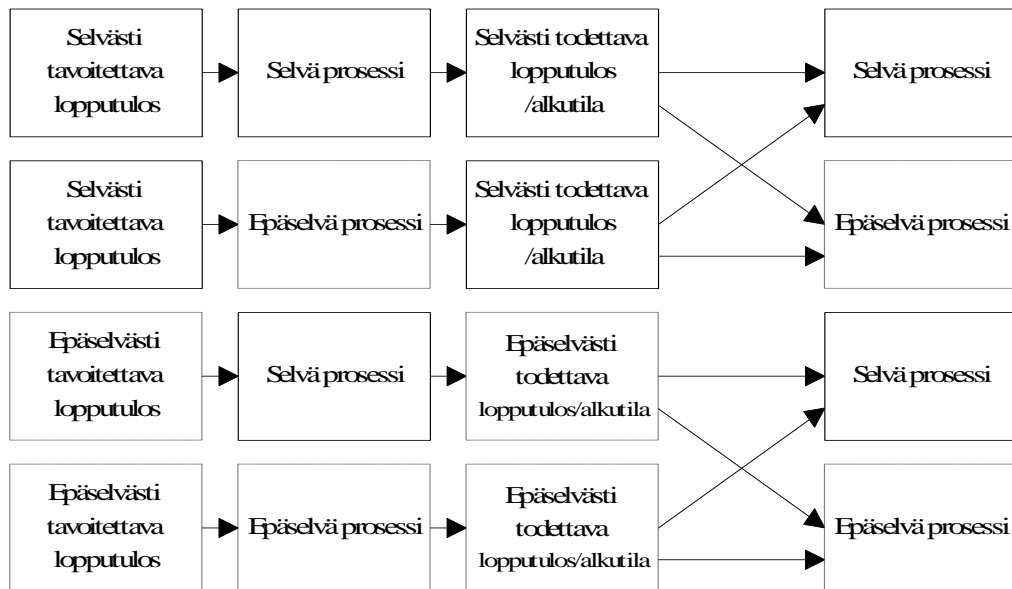 Selvästi
tavoitettava
lopputulos
Selvä prosessi
Selvästi todettava
lopputulos
/alkutila
Selvä prosessi
Selvästi
tavoitettava
lopputulos
Epäselvä prosessi
Selvästi todettava
lopputulos
/alkutila
Epäselvä prosessi
Epäselvästi
tavoitettava
lopputulos
Selvä prosessi
Epäselvästi
todettava
lopputulos/alkutila
Selvä prosessi
Epäselvästi
tavoitettava
lopputulos
Epäselvä prosessi
Epäselvästi
todettava
lopputulos/alkutila
Epäselvä prosessi